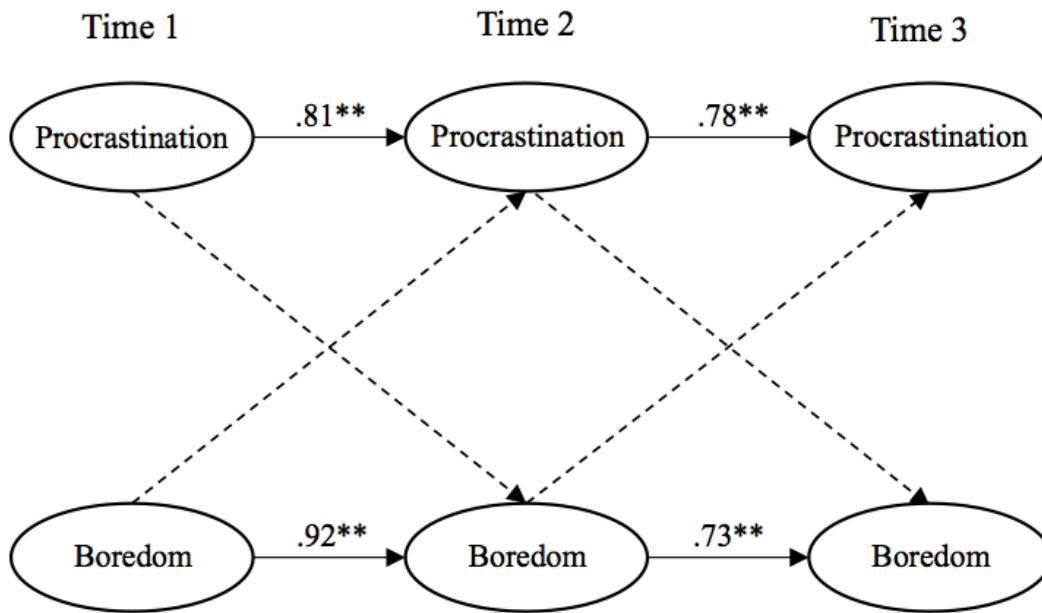 Time 1
Time 2
Time 3
Procrastination
.81**
Procrastination
.78**
Procrastination
Boredom
.92**
Boredom
.73**
Boredom